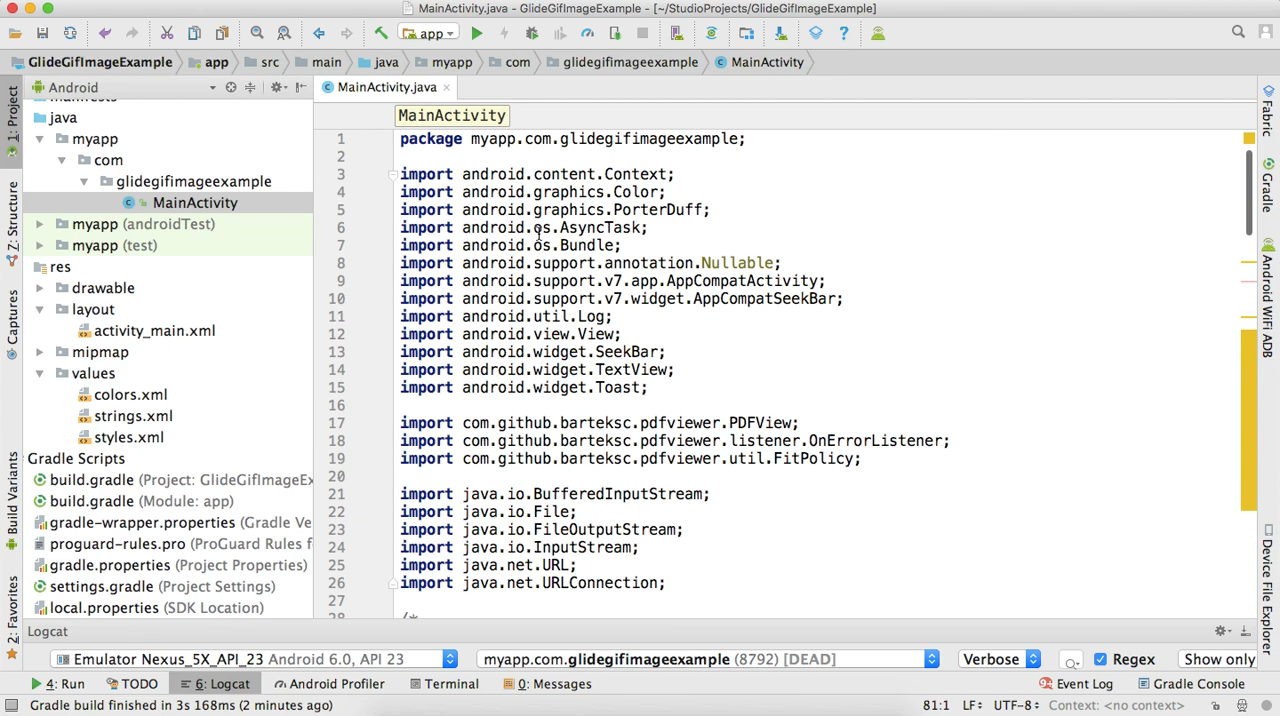 MainActivity.java - GlideGifImageExample - [~/StudioProjects/GlideGifImageExample]
app
GlideGifImageExample
app
src
main
java
myapp
com
glidegifimageexample
MainActivity
Android
MainActivity.java
manifests
java
myapp
com
glidegifimageexample
MainActivity
myapp (androidTest)
myapp (test)
res
drawable
layout
activity_main.xml
mipmap
values
colors.xml
strings.xml
styles.xml
Gradle Scripts
build.gradle (Project: GlideGifImageEx
build.gradle (Module: app)
gradle-wrapper.properties (Gradle Ve
proguard-rules.pro (ProGuard Rules f
gradle.properties (Project Properties)
settings.gradle (Project Settings)
local.properties (SDK Location)
1: Project
Z: Structure
Captures
Build Variants
2: Favorites
MainActivity
1 package myapp.com.glidegifimageexample;
2
3 import android.content.Context;
4 import android.graphics.Color;
5 import android.graphics.PorterDuff;
6 import android.os.AsyncTask;
7 import android.os.Bundle;
8 import android.support.annotation.Nullable;
9 import android.support.v7.app.AppCompatActivity;
10 import android.support.v7.widget.AppCompatSeekBar;
11 import android.util.Log;
12 import android.view.View;
13 import android.widget.SeekBar;
14 import android.widget.TextView;
15 import android.widget.Toast;
16
17 import com.github.barteksc.pdfviewer.PDFView;
18 import com.github.barteksc.pdfviewer.listener.OnErrorListener;
19 import com.github.barteksc.pdfviewer.util.FitPolicy;
20
21 import java.io.BufferedInputStream;
22 import java.io.File;
23 import java.io.FileOutputStream;
24 import java.io.InputStream;
25 import java.net.URL;
26 import java.net.URLConnection;
27
28 /*
Fabric
Gradle
Android WiFi ADB
Device File Explorer
Logcat
Emulator Nexus_5X_API_23 Android 6.0, API 23
myapp.com.glidegifimageexample (8792) [DEAD]
Verbose
Regex
Show only
4: Run
TODO
6: Logcat
Android Profiler
Terminal
0: Messages
Event Log
Gradle Console
Gradle build finished in 3s 168ms (2 minutes ago)
81:1
LF
UTF-8
Context: <no context>